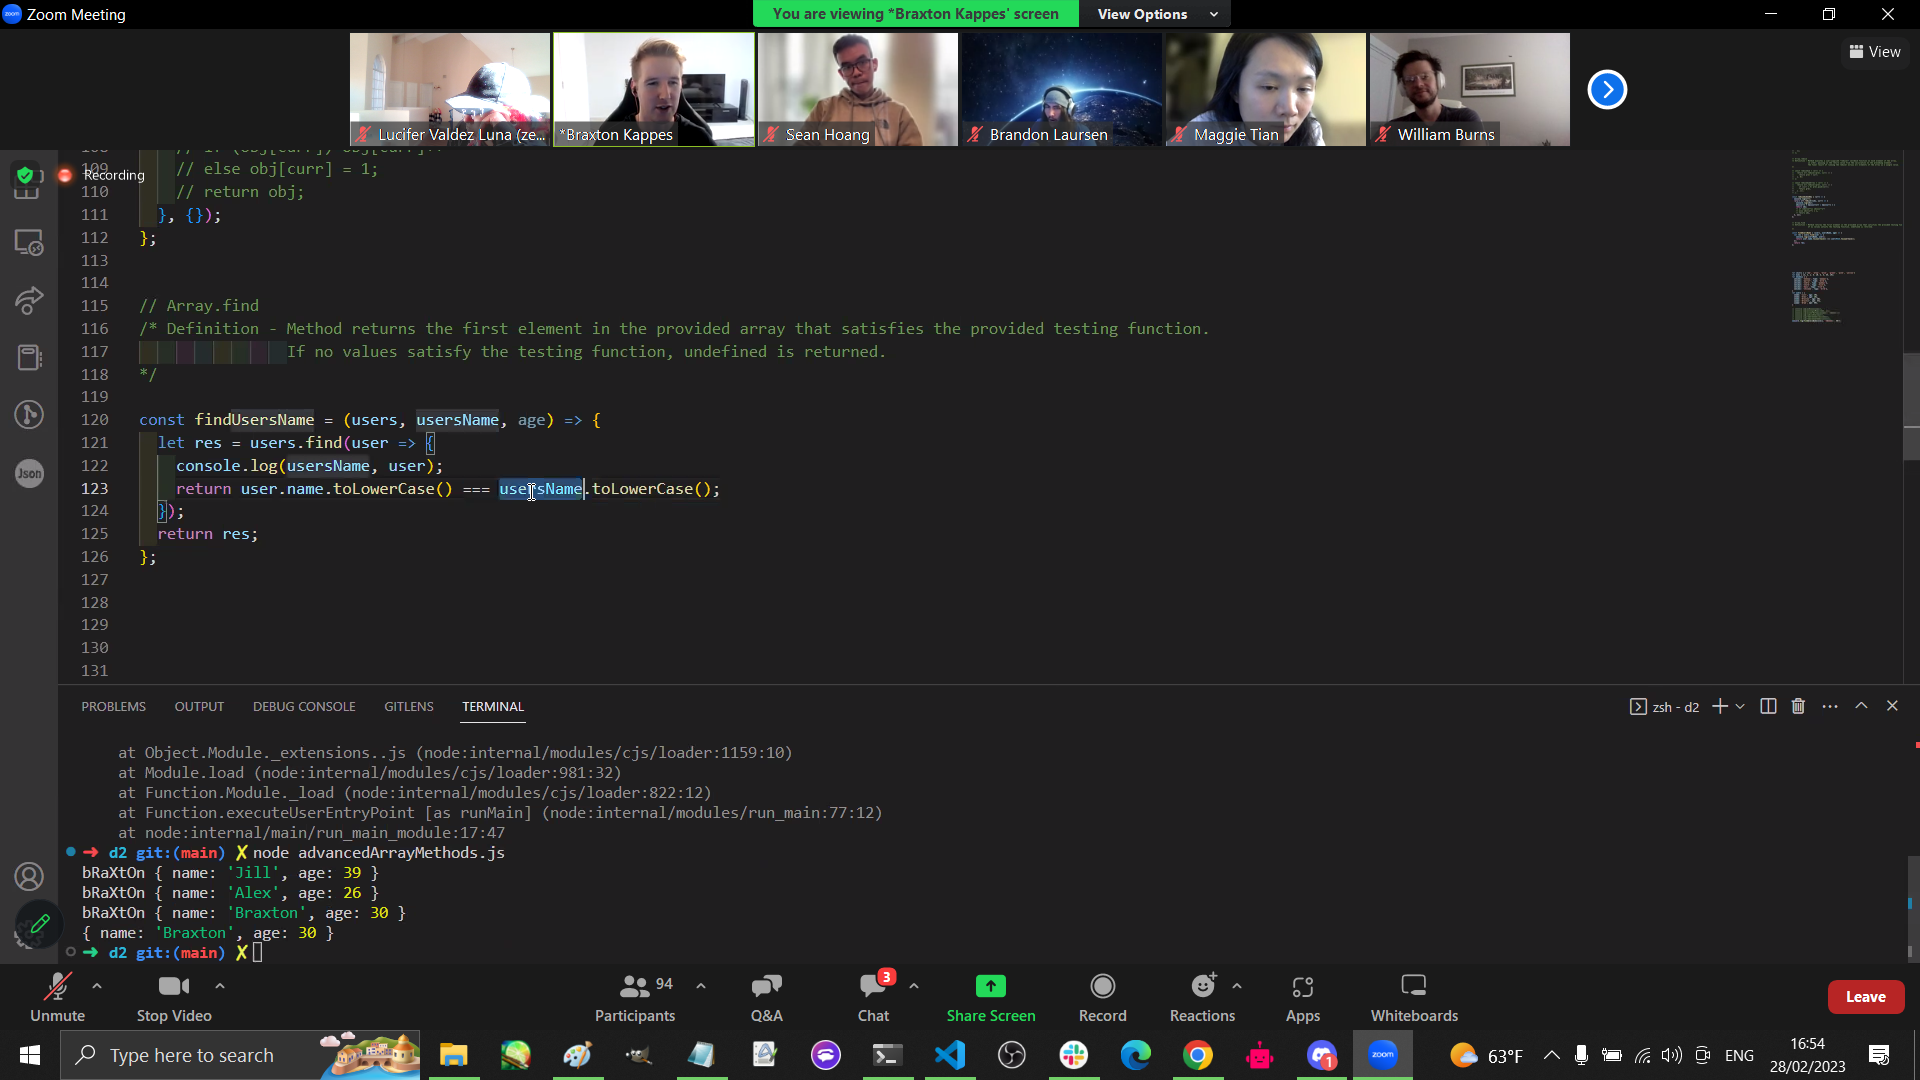 Zoom Meeting
You are viewing *Braxton Kappes' screen
View Options
View
Lucifer Valdez Luna (ze...
*Braxton Kappes
Sean Hoang
Brandon Laursen
Maggie Tian
William Burns
Recording
109 // else obj[curr] = 1;
110 // return obj;
111 }, {});
112 };
113
114
115 // Array.find
116 /* Definition - Method returns the first element in the provided array that satisfies the provided testing function.
117 If no values satisfy the testing function, undefined is returned.
118 */
119
120 const findUsersName = (users, usersName, age) => {
121 let res = users.find(user => {
122 console.log(usersName, user);
123 return user.name.toLowerCase() === usersName.toLowerCase();
124 });
125 return res;
126 };
127
128
129
130
131
Json
PROBLEMS OUTPUT DEBUG CONSOLE GITLENS TERMINAL
zsh - d2
at Object.Module._extensions..js (node:internal/modules/cjs/loader:1159:10)
at Module.load (node:internal/modules/cjs/loader:981:32)
at Function.Module._load (node:internal/modules/cjs/loader:822:12)
at Function.executeUserEntryPoint [as runMain] (node:internal/modules/run_main:77:12)
at node:internal/main/run_main_module:17:47
➜ d2 git:(main) ✗ node advancedArrayMethods.js
bRaXtOn { name: 'Jill', age: 39 }
bRaXtOn { name: 'Alex', age: 26 }
bRaXtOn { name: 'Braxton', age: 30 }
{ name: 'Braxton', age: 30 }
➜ d2 git:(main) ✗
Unmute
Stop Video
94
Participants
Q&A
3
Chat
Share Screen
Record
Reactions
Apps
Whiteboards
Leave
Type here to search
1
zoom
63°F
ENG
16:54
28/02/2023